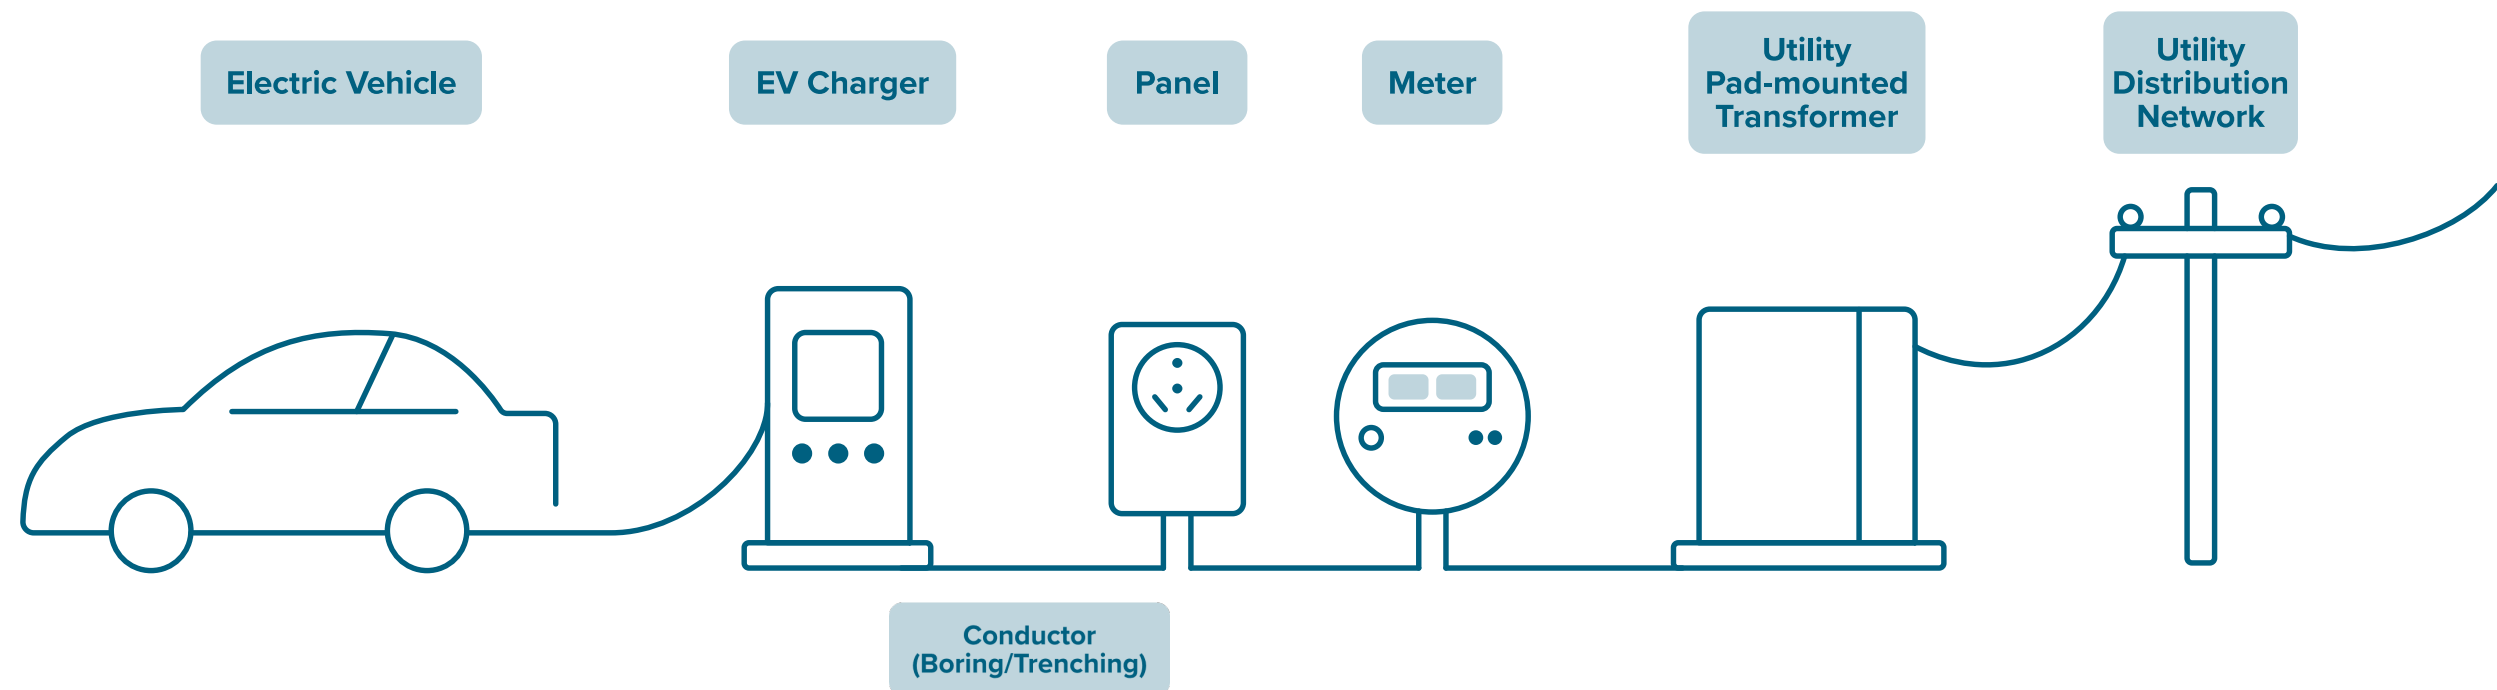 Electric Vehicle
EV Charger
Panel
Meter
Utility
Pad-mounted
Transformer
Utility
Distribution
Network
Conductor
(Boring/Trenching)